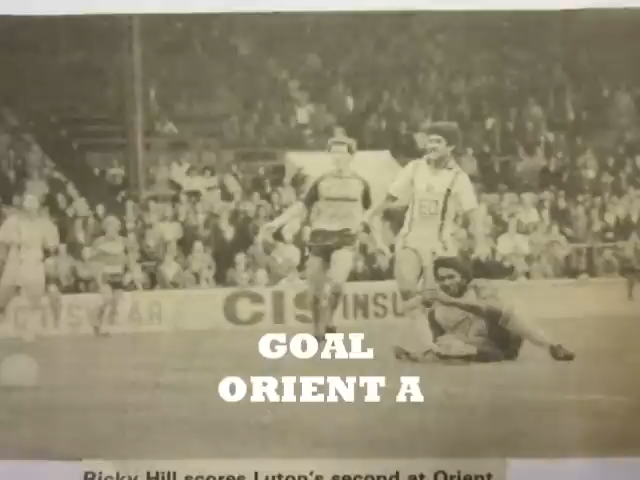 CIS INSU
GOAL
ORIENT A
Ricky Hill scores Luton's second at Orient